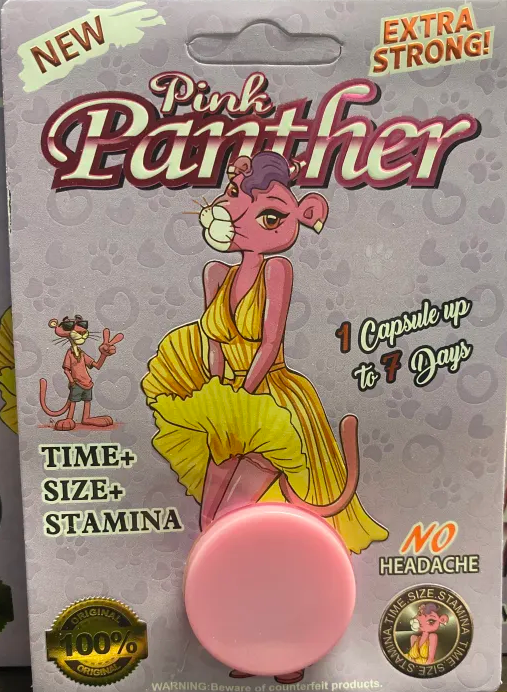 NEW
EXTRA
STRONG!
Pink
Panther
1 Capsule up
to 7 Days
TIME+
SIZE+
STAMINA
NO
HEADACHE
ORIGINAL
100%
ORIGINAL
TIME.SIZE.STAMINA TIME SIZE.STAMINA.
WARNING:Beware of counterfeit products.